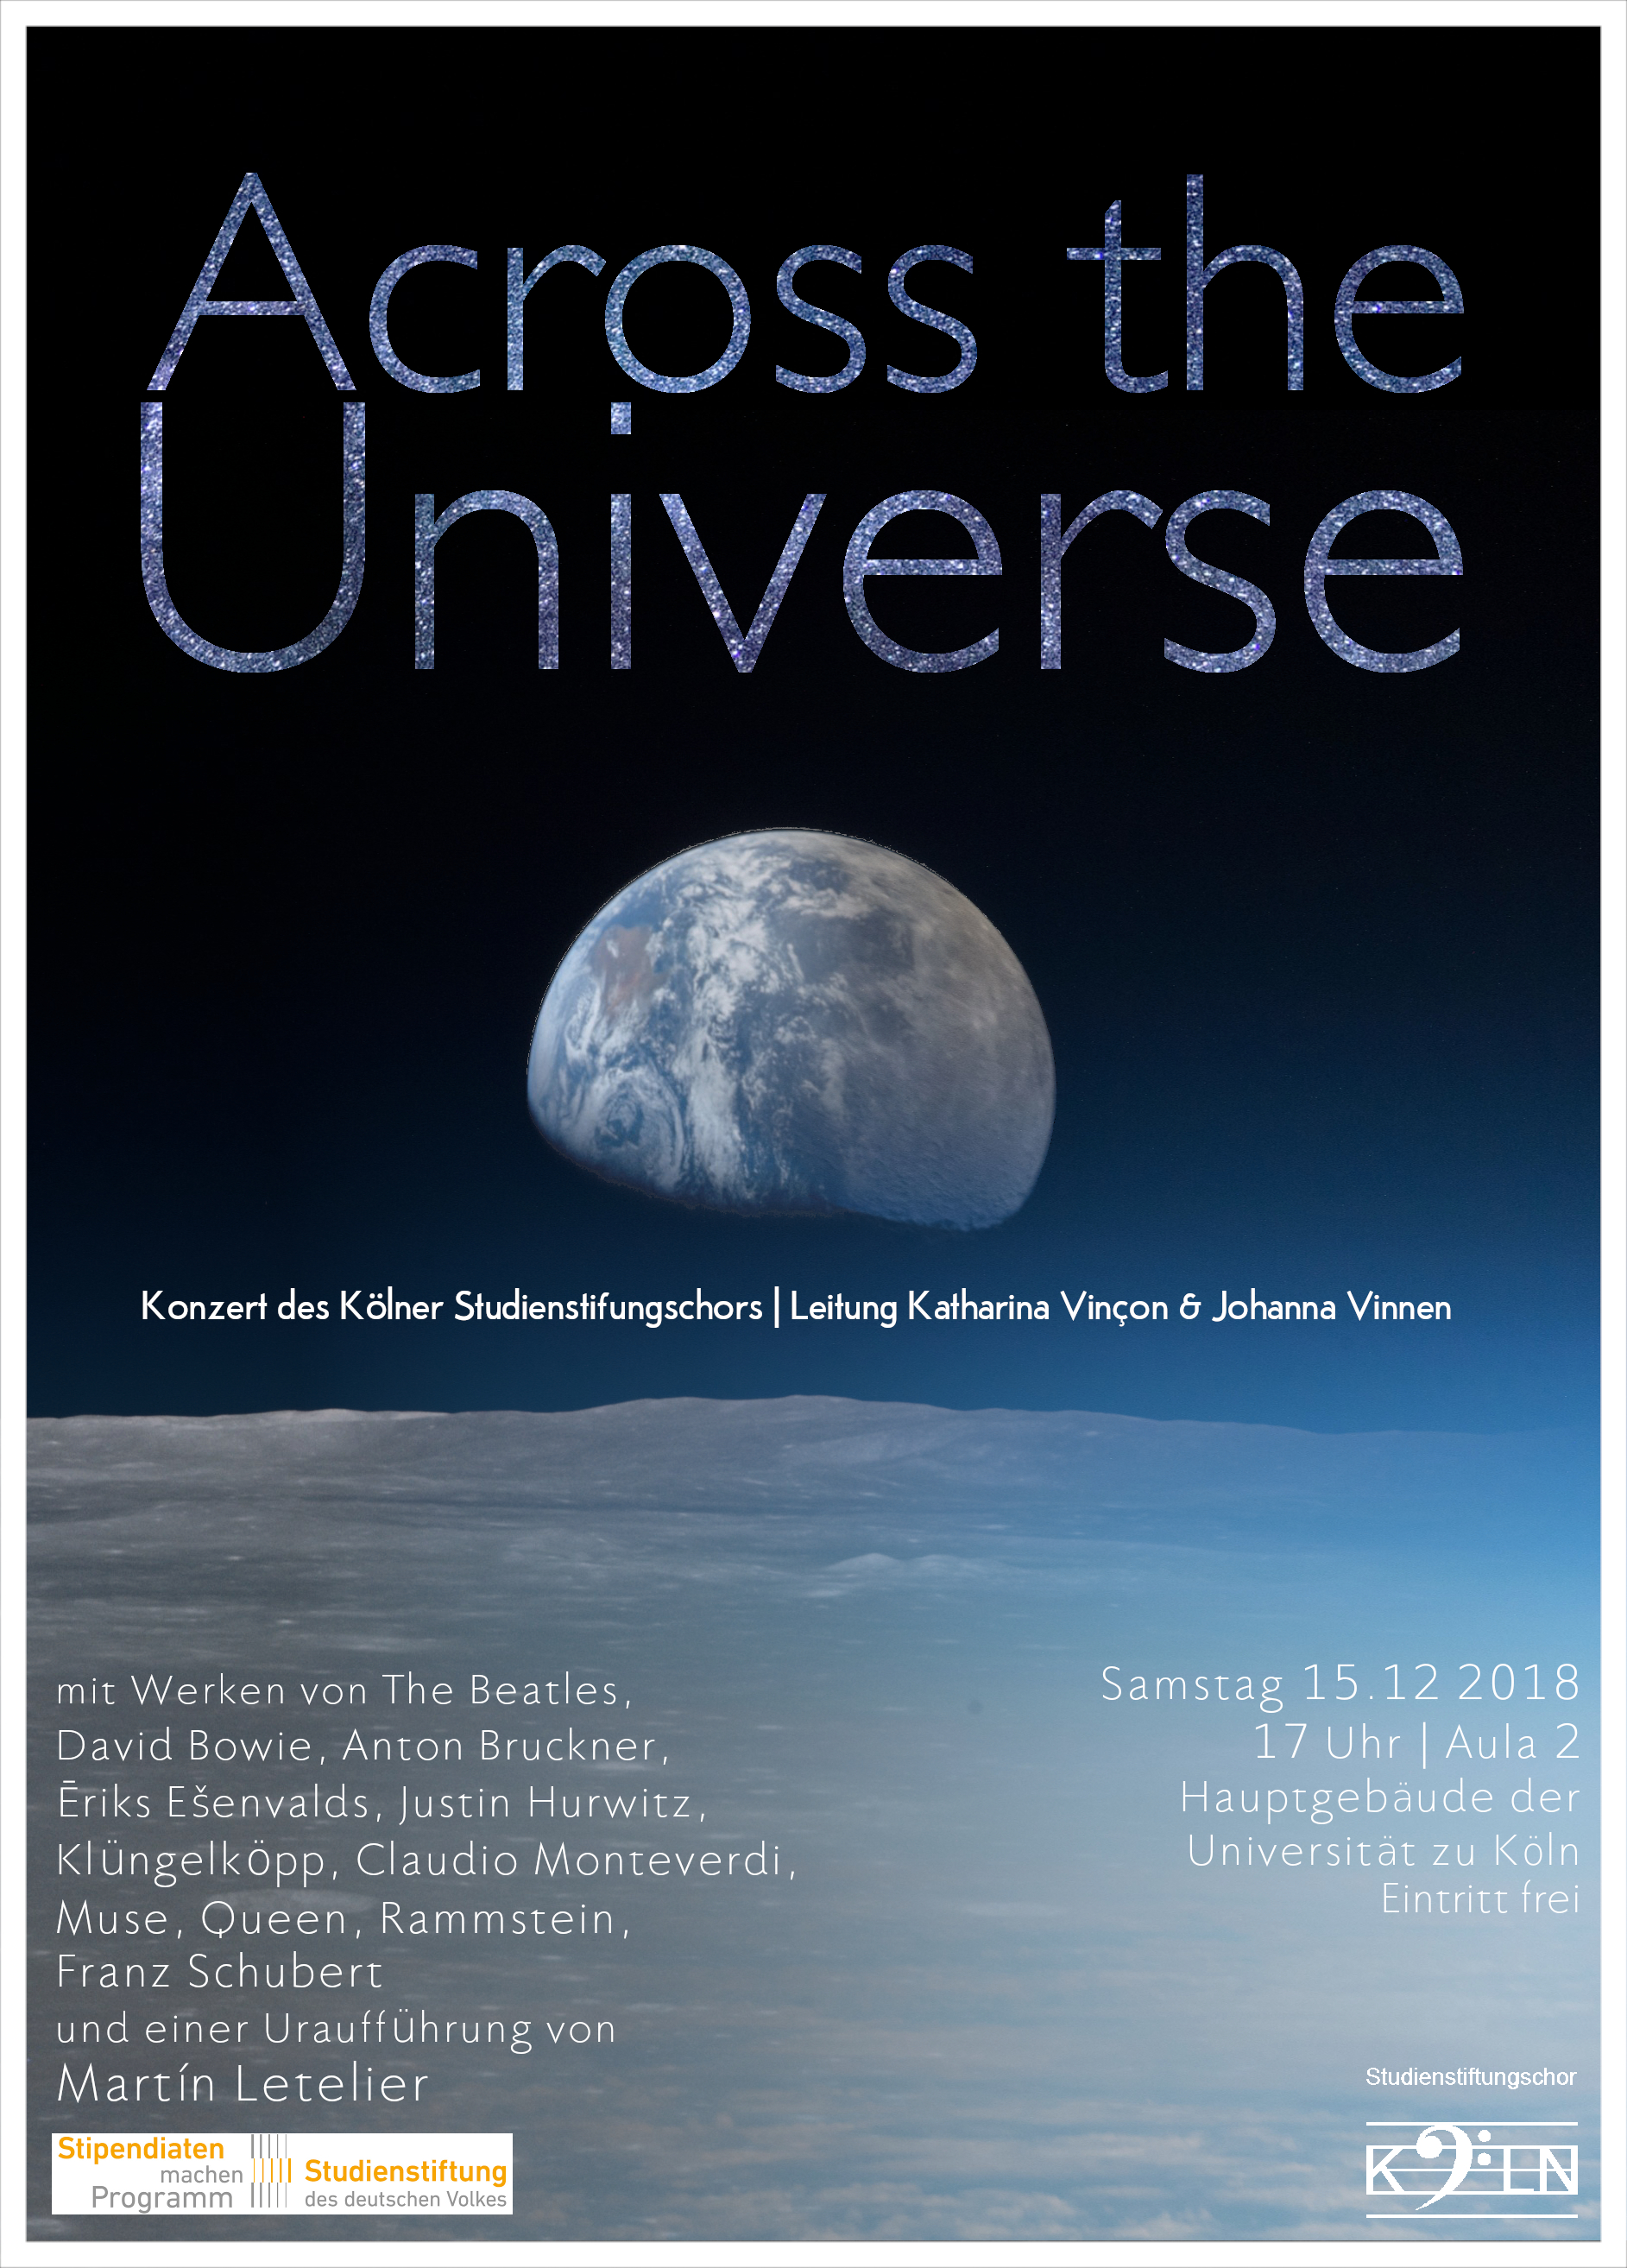 Across the
Universe
Konzert des Kölner Studienstifungschors | Leitung Katharina Vinçon & Johanna Vinnen
mit Werken von The Beatles,
David Bowie, Anton Bruckner,
Ēriks Ešenvalds, Justin Hurwitz,
Klüngelköpp, Claudio Monteverdi,
Muse, Queen, Rammstein,
Franz Schubert
und einer Uraufführung von
Martín Letelier
Samstag 15.12 2018
17 Uhr | Aula 2
Hauptgebäude der
Universität zu Köln
Eintritt frei
Stipendiaten
machen
Programm
Studienstiftung
des deutschen Volkes
Studienstiftungschor
KÖLN